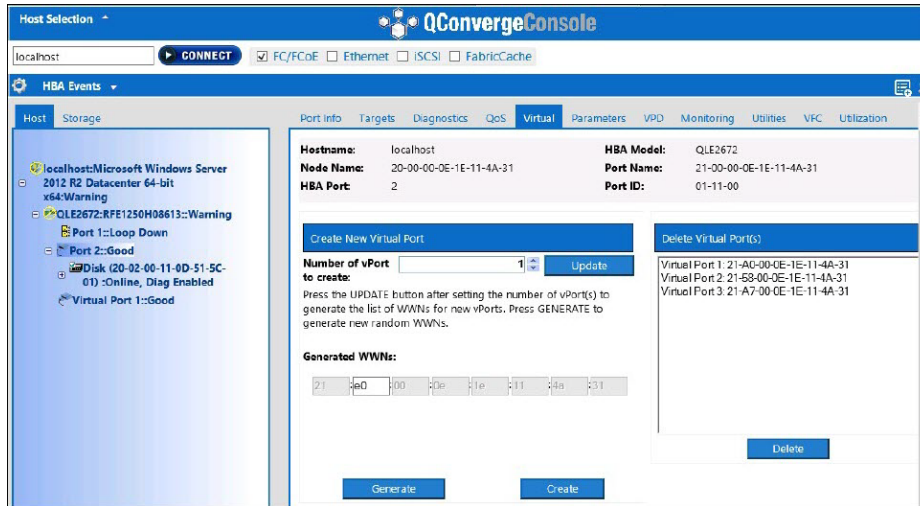 Host Selection
QConvergeConsole
localhost
CONNECT
FC/FCoE
Ethernet
iSCSI
FabricCache
HBA Events
Host
Storage
Port Info
Targets
Diagnostics
QoS
Virtual
Parameters
VPD
Monitoring
Utilities
VFC
Utilization
localhost:Microsoft Windows Server
2012 R2 Datacenter 64-bit
x64:Warning
QLE2672:RFE1250H08613::Warning
Port 1::Loop Down
Port 2::Good
Disk (20-02-00-11-0D-51-5C-
01) :Online, Diag Enabled
Virtual Port 1::Good
Hostname: localhost
HBA Model: QLE2672
Node Name: 20-00-00-0E-1E-11-4A-31
Port Name: 21-00-00-0E-1E-11-4A-31
HBA Port: 2
Port ID: 01-11-00
Create New Virtual Port
Number of vPort
to create:
1
Update
Press the UPDATE button after setting the number of vPort(s) to
generate the list of WWNs for new vPorts. Press GENERATE to
generate new random WWNs.
Generated WWNs:
21 :e0 :00 :0e :1e :11 :4a :31
Generate
Create
Delete Virtual Port(s)
Virtual Port 1: 21-A0-00-0E-1E-11-4A-31
Virtual Port 2: 21-58-00-0E-1E-11-4A-31
Virtual Port 3: 21-A7-00-0E-1E-11-4A-31
Delete